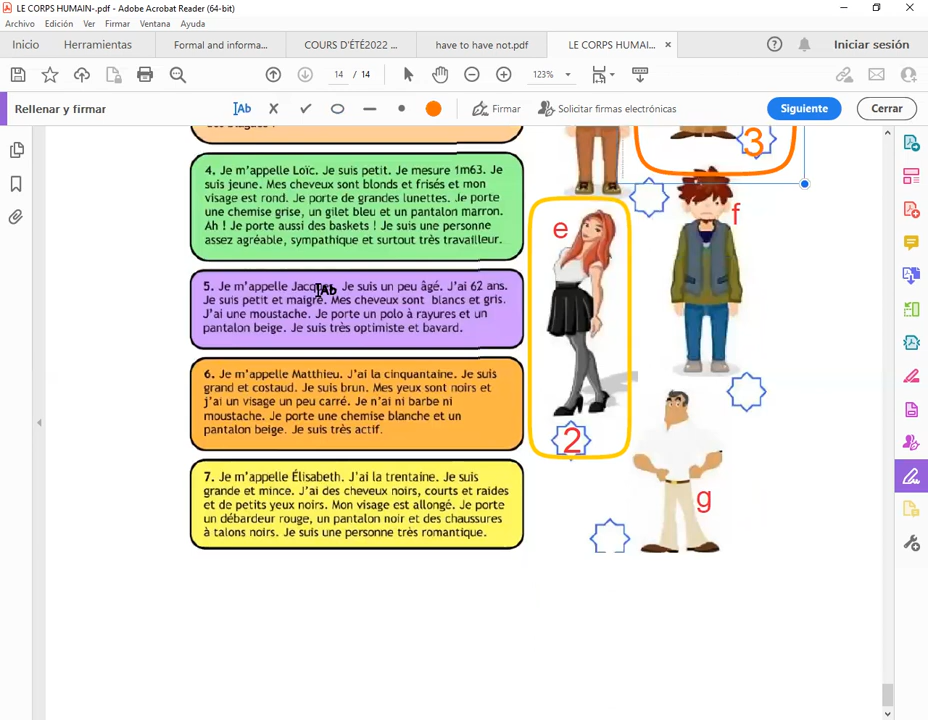 LE CORPS HUMAIN-.pdf - Adobe Acrobat Reader (64-bit)
Archivo Edición Ver Firmar Ventana Ayuda
Inicio Herramientas Formal and informa... COURS D'ÉTÉ2022 ... have to have not.pdf LE CORPS HUMAI... × Iniciar sesión
14 / 14 123%
Rellenar y firmar Ab Firmar Solicitar firmas electrónicas Siguiente Cerrar
3
4. Je m'appelle Loïc. Je suis petit. Je mesure 1m63. Je
suis jeune. Mes cheveux sont blonds et frisés et mon
visage est rond. Je porte de grandes lunettes. Je porte
une chemise grise, un gilet bleu et un pantalon marron.
Ah ! Je porte aussi des baskets ! Je suis une personne
assez agréable, sympathique et surtout très travailleur.
e
f
5. Je m'appelle Jacques. Je suis un peu âgé. J'ai 62 ans.
Je suis petit et maigre. Mes cheveux sont blancs et gris.
J'ai une moustache. Je porte un polo à rayures et un
pantalon beige. Je suis très optimiste et bavard.
Ab
6. Je m'appelle Matthieu. J'ai la cinquantaine. Je suis
grand et costaud. Je suis brun. Mes yeux sont noirs et
j'ai un visage un peu carré. Je n'ai ni barbe ni
moustache. Je porte une chemise blanche et un
pantalon beige. Je suis très actif.
2
7. Je m'appelle Élisabeth. J'ai la trentaine. Je suis
grande et mince. J'ai des cheveux noirs, courts et raides
et de petits yeux noirs. Mon visage est allongé. Je porte
un débardeur rouge, un pantalon noir et des chaussures
à talons noirs. Je suis une personne très romantique.
g